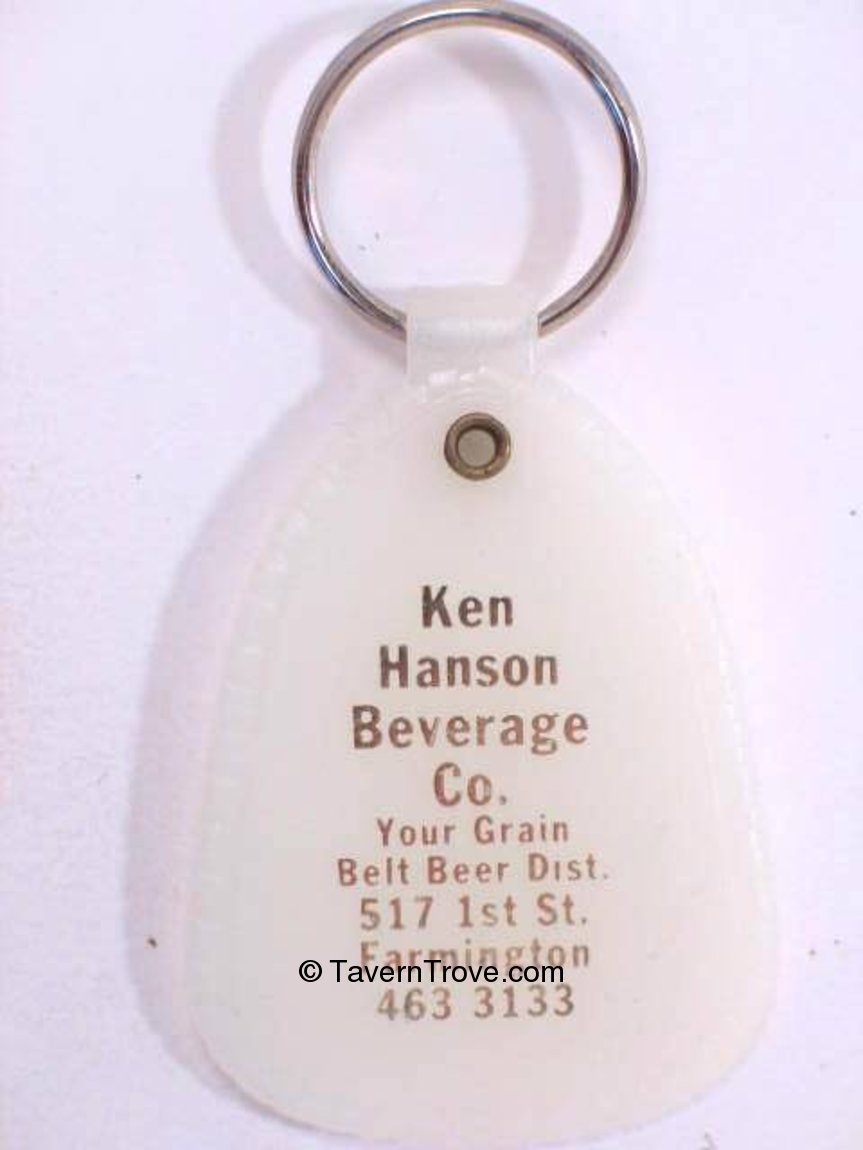 Ken
Hanson
Beverage
Co.
Your Grain
Belt Beer Dist.
517 1st St.
Farmington
© TavernTrove.com
463 3133